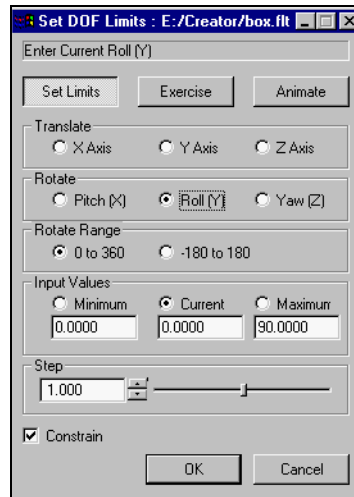 Set DOF Limits : E:/Creator/box.flt
Enter Current Roll (Y)
Set Limits Exercise Animate
Translate
X Axis Y Axis Z Axis
Rotate
Pitch (X) Roll (Y) Yaw (Z)
Rotate Range
0 to 360 -180 to 180
Input Values
Minimum Current Maximum
0.0000 0.0000 90.0000
Step
1.000
Constrain
OK Cancel